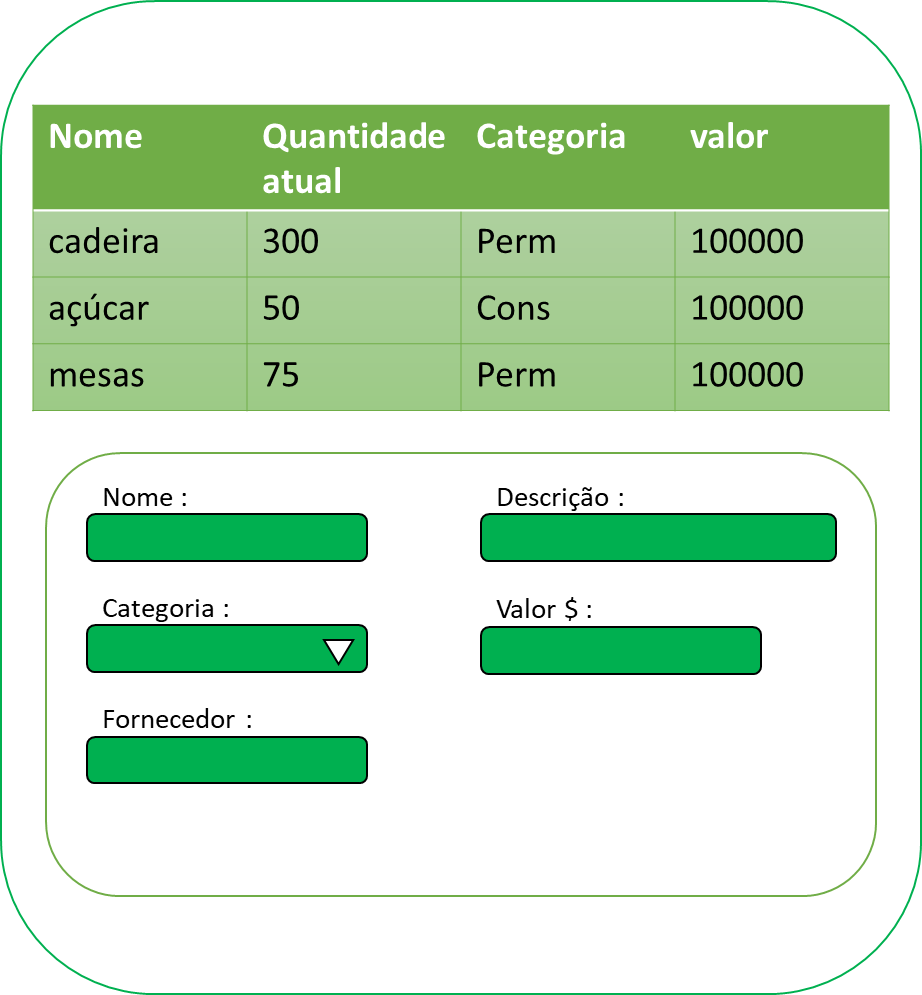 Nome Quantidade atual Categoria valor
cadeira 300 Perm 100000
açúcar 50 Cons 100000
mesas 75 Perm 100000
Nome : Descrição :
Categoria : Valor $ :
Fornecedor :